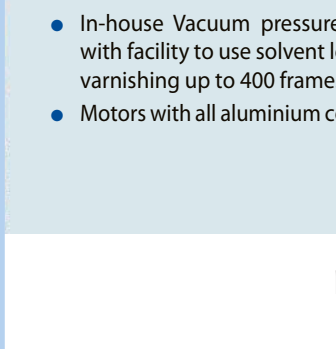 ● In-house Vacuum pressure
with facility to use solvent
varnishing up to 400 frame
● Motors with all aluminium